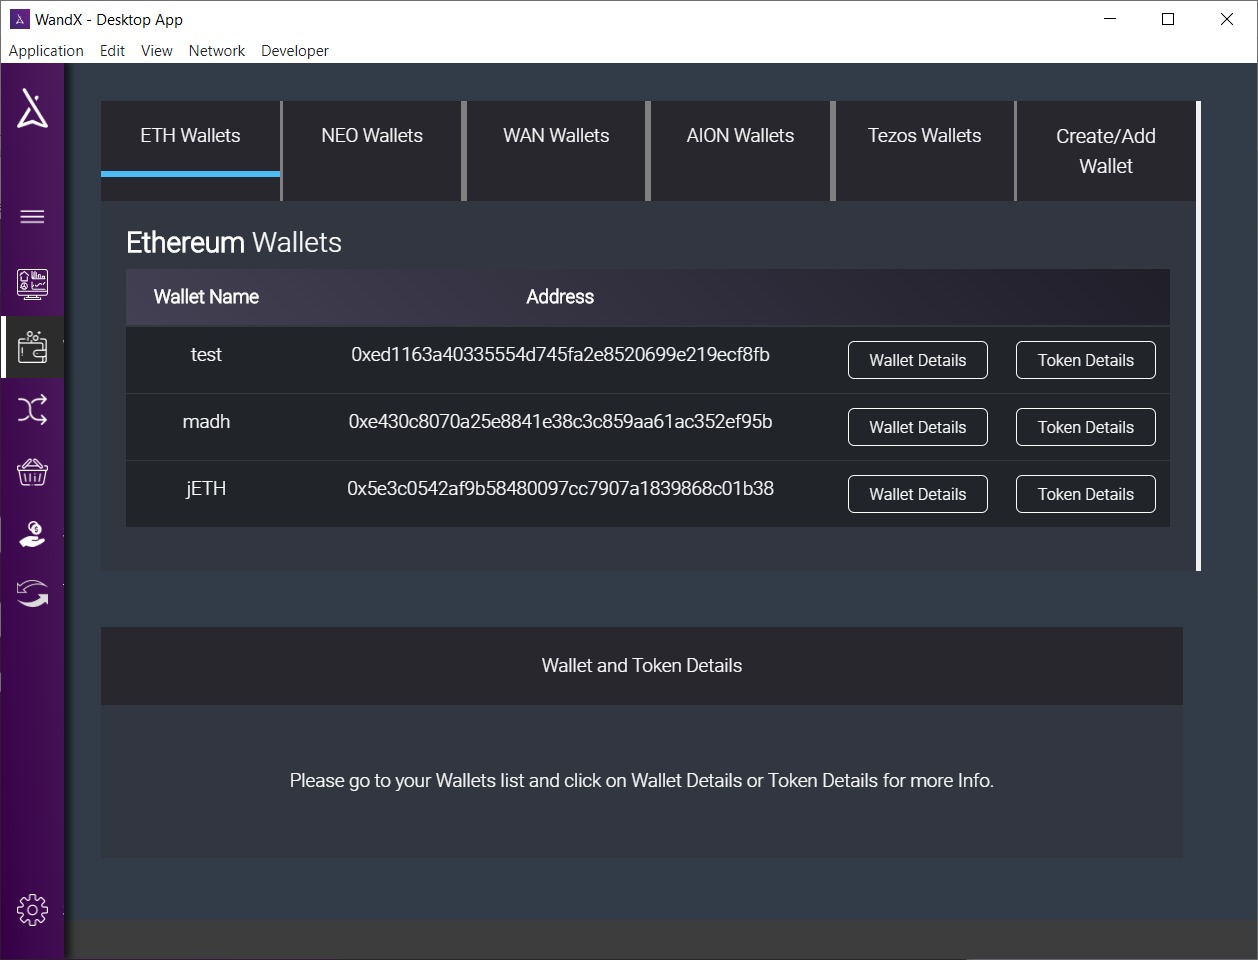 WandX - Desktop App
Application Edit View Network Developer
ETH Wallets NEO Wallets WAN Wallets AION Wallets Tezos Wallets Create/Add
Wallet
Ethereum Wallets
Wallet Name Address
test 0xed1163a40335554d745fa2e8520699e219ecf8fb Wallet Details Token Details
madh 0xe430c8070a25e8841e38c3c859aa61ac352ef95b Wallet Details Token Details
jETH 0x5e3c0542af9b58480097cc7907a1839868c01b38 Wallet Details Token Details
Wallet and Token Details
Please go to your Wallets list and click on Wallet Details or Token Details for more Info.